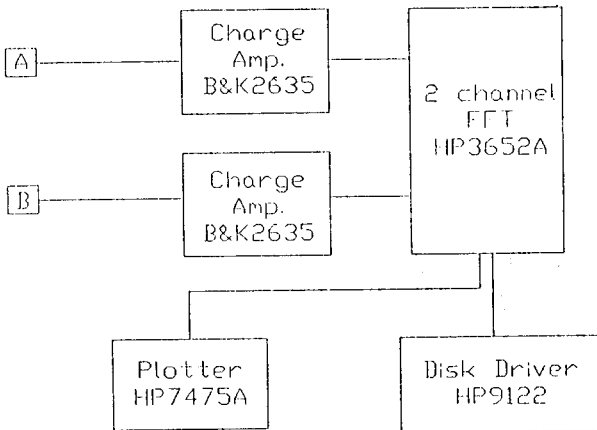 A
Charge
Amp.
B&K2635
2 channel
FFT
HP3652A
B
Charge
Amp.
B&K2635
Plotter
HP7475A
Disk Driver
HP9122